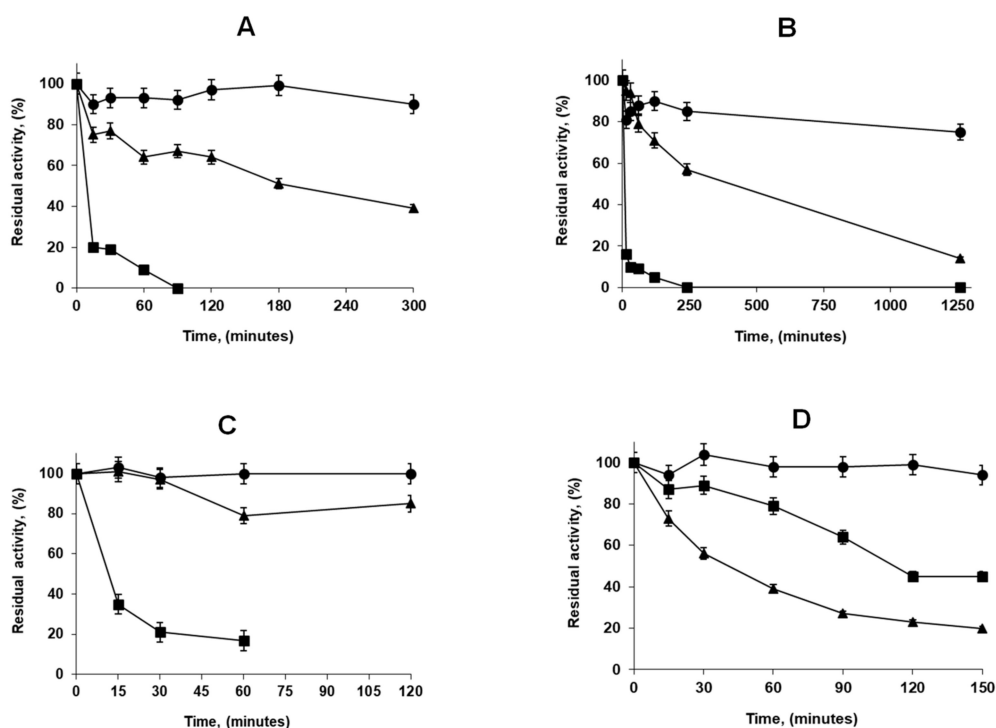 A
Residual activity, (%)
100
80
60
40
20
0
0 60 120 180 240 300
Time, (minutes)
B
Residual activity, (%)
100
80
60
40
20
0
0 250 500 750 1000 1250
Time, (minutes)
C
Residual activity, (%)
100
80
60
40
20
0
0 15 30 45 60 75 90 105 120
Time, (minutes)
D
Residual activity, (%)
100
80
60
40
20
0
0 30 60 90 120 150
Time, (minutes)